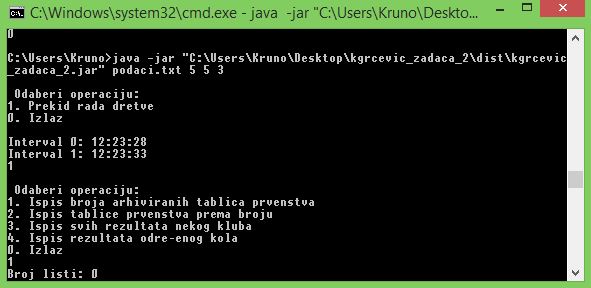 C:\Windows\system32\cmd.exe - java -jar "C:\Users\Kruno\Deskto...
0
C:\Users\Kruno>java -jar "C:\Users\Kruno\Desktop\kgrcevic_zadaca_2\dist\kgrcevic
_zadaca_2.jar" podaci.txt 5 5 3
Odaberi operaciju:
1. Prekid rada dretve
0. Izlaz
Interval 0: 12:23:28
Interval 1: 12:23:33
1
Odaberi operaciju:
1. Ispis broja arhiviranih tablica prvenstva
2. Ispis tablice prvenstva prema broju
3. Ispis svih rezultata nekog kluba
4. Ispis rezultata odre-enog kola
0. Izlaz
1
Broj listi: 0